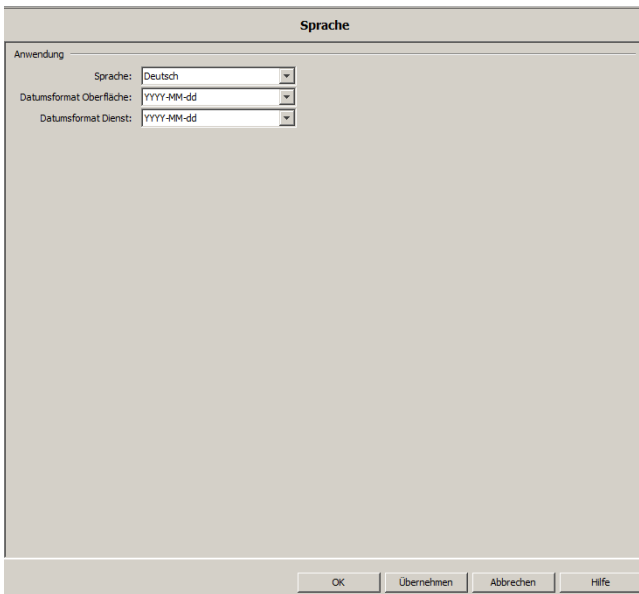 Sprache
Anwendung
Sprache: Deutsch
Datumsformat Oberfläche: YYYY-MM-dd
Datumsformat Dienst: YYYY-MM-dd
OK Übernehmen Abbrechen Hilfe